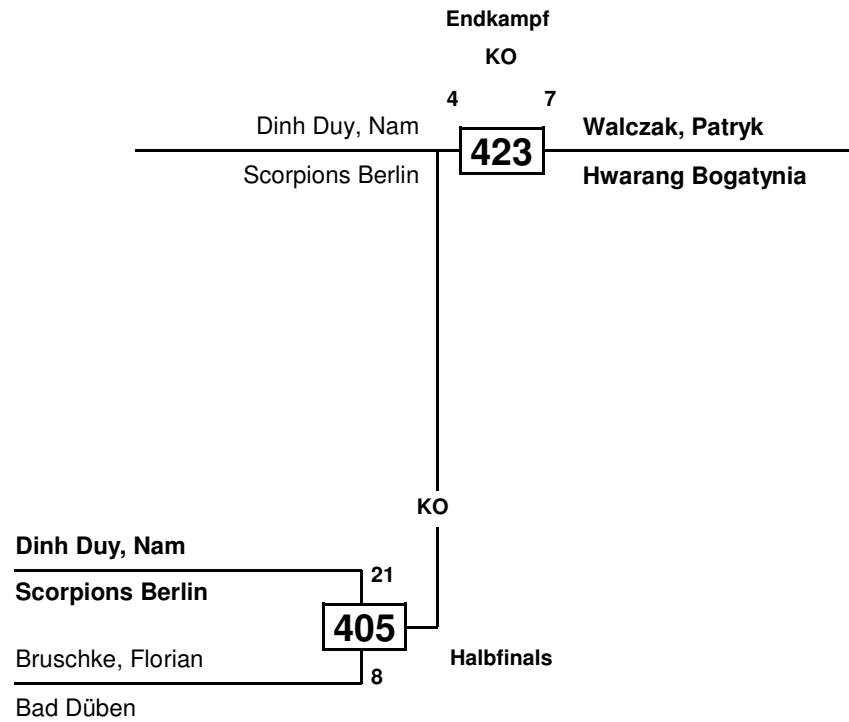 Endkampf
KO
4 7
Dinh Duy, Nam
Scorpions Berlin
423
Walczak, Patryk
Hwarang Bogatynia
KO
Dinh Duy, Nam
Scorpions Berlin
21
405
Bruschke, Florian
Bad Düben
8
Halbfinals